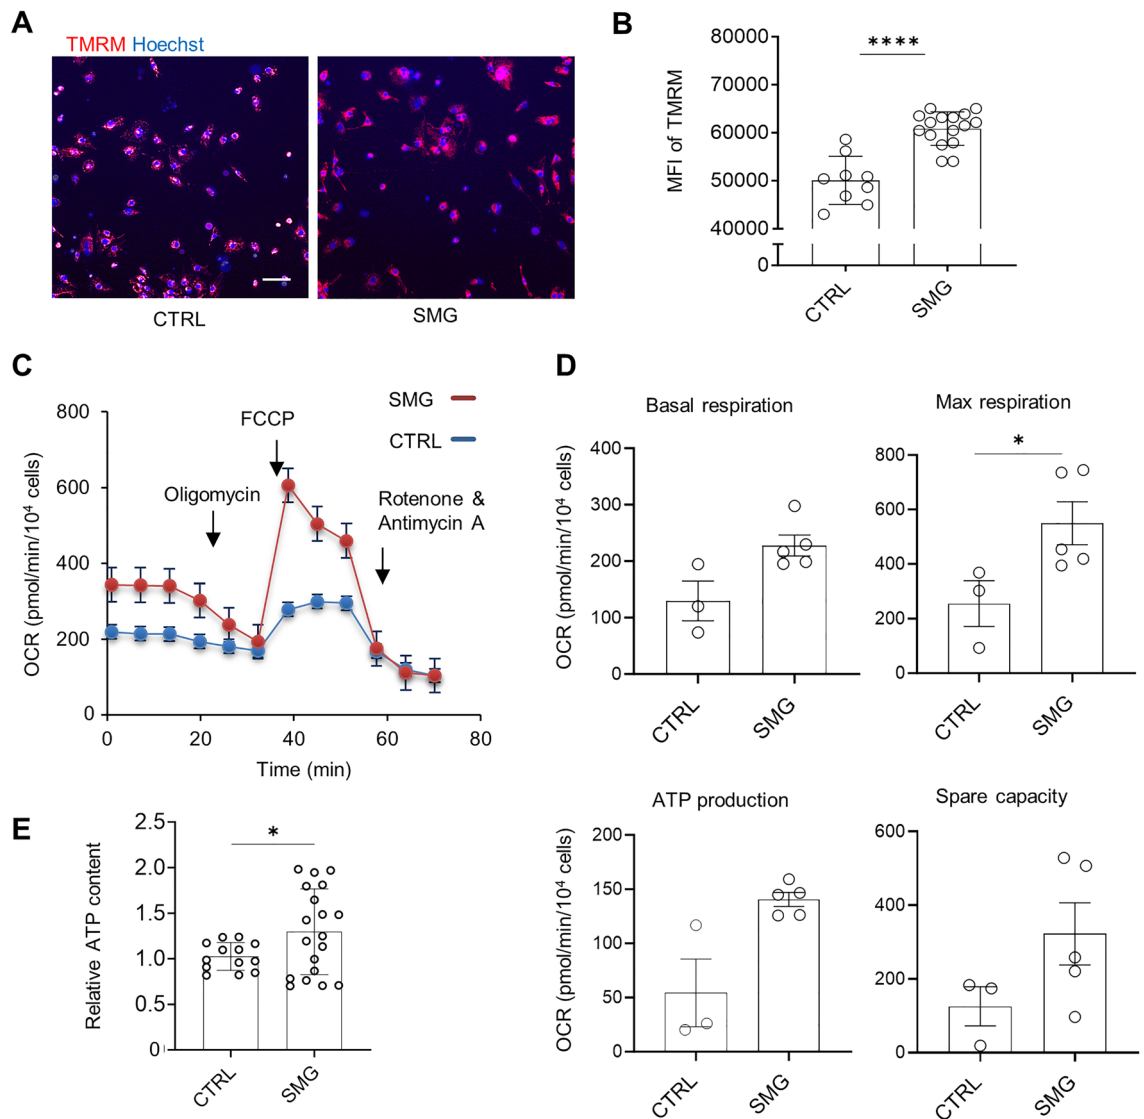 A
TMRM Hoechst
CTRL
SMG
B
MFI of TMRM
80000
70000
60000
50000
40000
0
****
CTRL
SMG
C
OCR (pmol/min/10⁴ cells)
800
600
400
200
0
0 20 40 60 80
Time (min)
SMG
CTRL
FCCP
Oligomycin
Rotenone &
Antimycin A
D
Basal respiration
OCR (pmol/min/10⁴ cells)
400
300
200
100
0
CTRL
SMG
Max respiration
*
800
600
400
200
0
CTRL
SMG
ATP production
OCR (pmol/min/10⁴ cells)
200
150
100
50
0
CTRL
SMG
Spare capacity
600
400
200
0
CTRL
SMG
E
Relative ATP content
2.5
2.0
1.5
1.0
0.5
0
*
CTRL
SMG